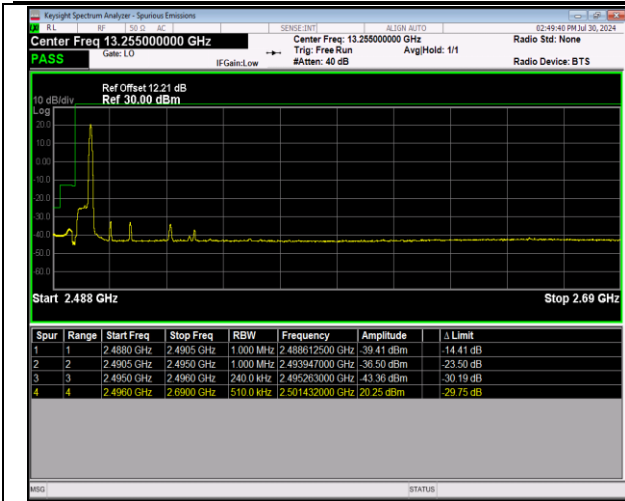 Keysight Spectrum Analyzer - Spurious Emissions
RL RF 50 Ω AC SENSE:INT ALIGN AUTO 02:49:40 PM Jul 30, 2024
Center Freq 13.255000000 GHz Center Freq: 13.255000000 GHz Radio Std: None
PASS Gate: LO IFGain:Low Trig: Free Run Avg|Hold: 1/1
#Atten: 40 dB Radio Device: BTS
Ref Offset 12.21 dB
10 dB/div Ref 30.00 dBm
Log
20.0
10.0
0.00
-10.0
-20.0
-30.0
-40.0
-50.0
-60.0
Start 2.488 GHz Stop 2.69 GHz
Spur Range Start Freq Stop Freq RBW Frequency Amplitude Δ Limit
1 1 2.4880 GHz 2.4905 GHz 1.000 MHz 2.488612500 GHz -39.41 dBm -14.41 dB
2 2 2.4905 GHz 2.4950 GHz 1.000 MHz 2.493947000 GHz -36.50 dBm -23.50 dB
3 3 2.4950 GHz 2.4960 GHz 240.0 kHz 2.495263000 GHz -43.36 dBm -30.19 dB
4 4 2.4960 GHz 2.6900 GHz 510.0 kHz 2.501432000 GHz 20.25 dBm -29.75 dB
MSG STATUS